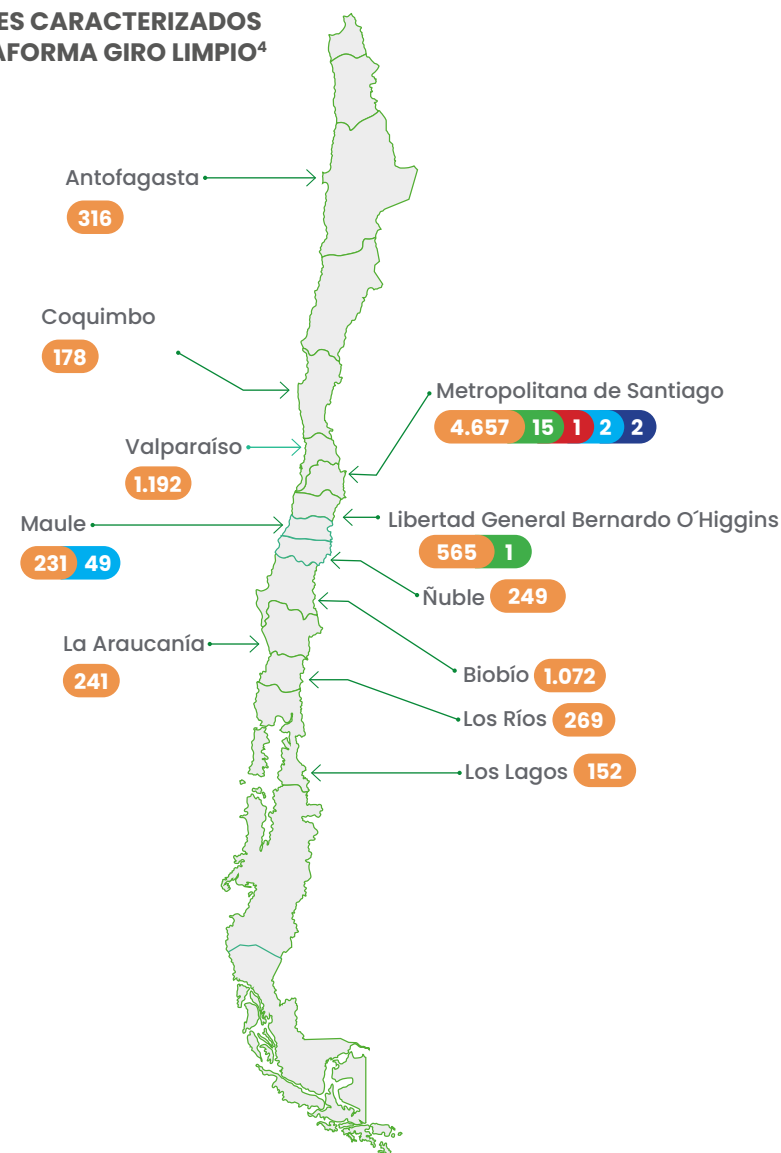 ES CARACTERIZADOS
AFORMA GIRO LIMPIO⁴
Antofagasta
316
Coquimbo
178
Metropolitana de Santiago
4.657 15 1 2 2
Valparaíso
1.192
Maule
231 49
Libertad General Bernardo O´Higgins
565 1
Ñuble 249
La Araucanía
241
Biobío 1.072
Los Ríos 269
Los Lagos 152